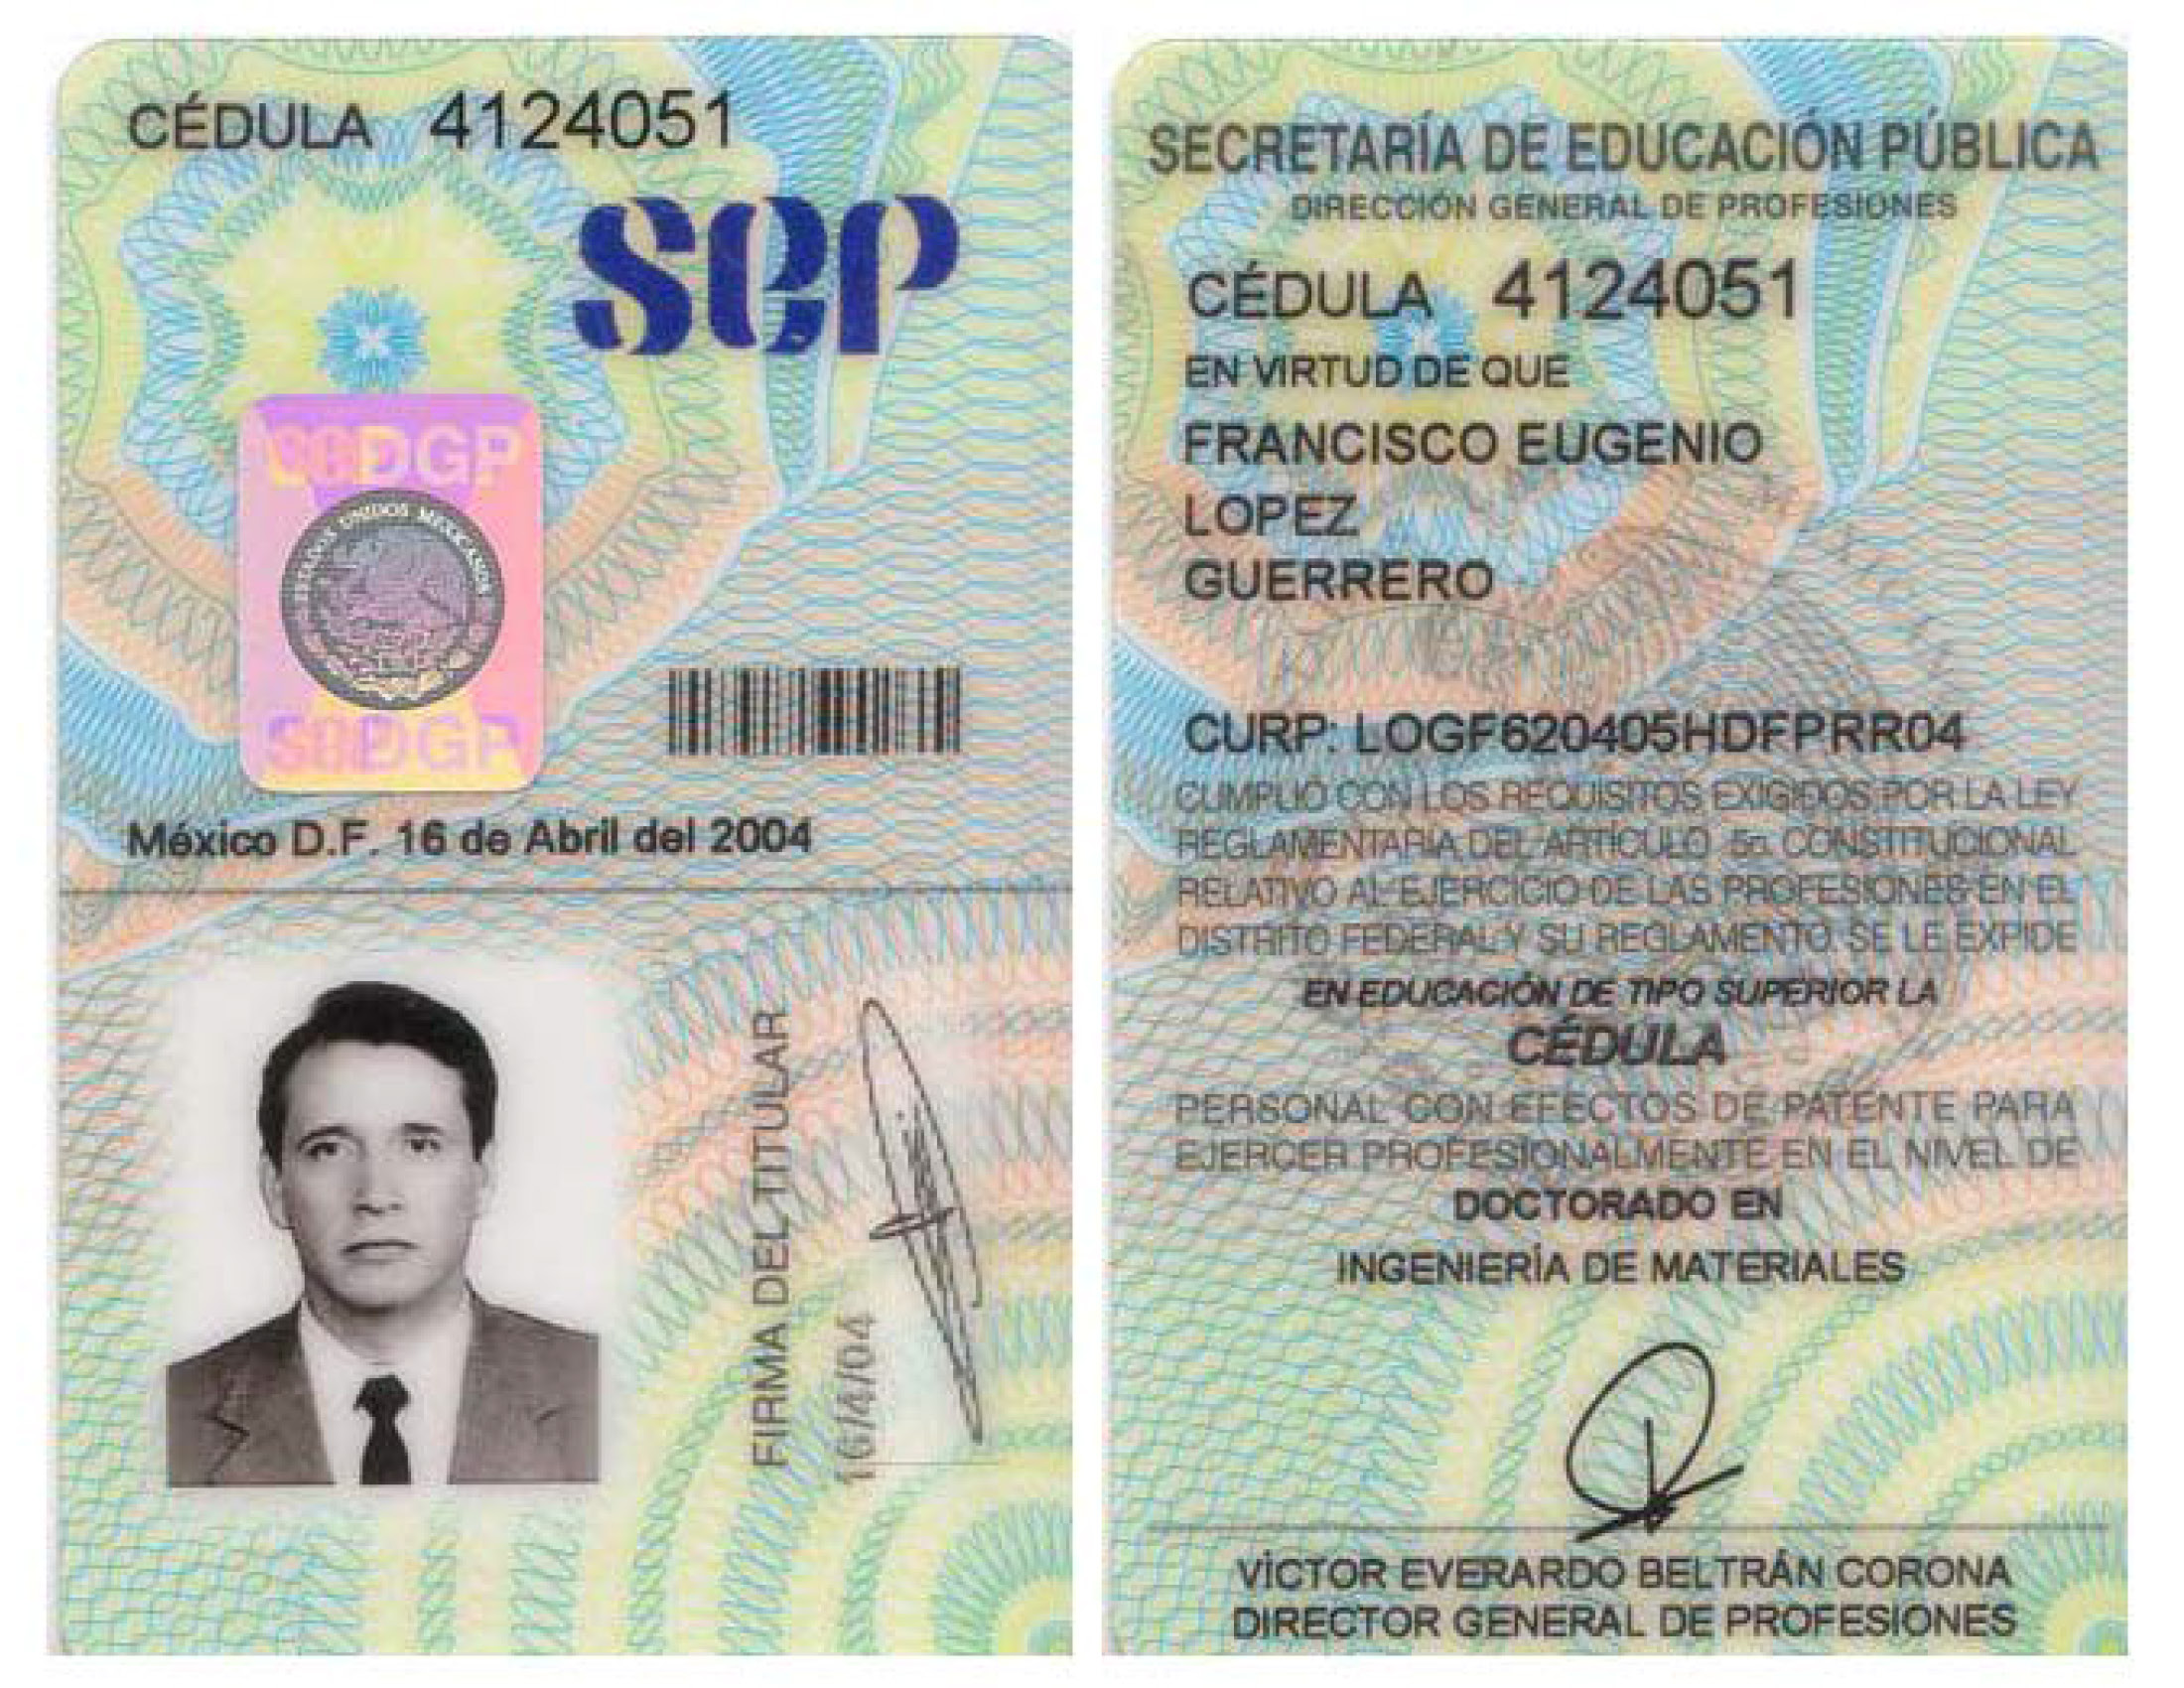 CÉDULA 4124051
sep
DGP
ESTADOS UNIDOS MEXICANOS
DGP
México D.F. 16 de Abril del 2004
FIRMA DEL TITULAR
16/4/04
SECRETARÍA DE EDUCACIÓN PÚBLICA
DIRECCIÓN GENERAL DE PROFESIONES
CÉDULA 4124051
EN VIRTUD DE QUE
FRANCISCO EUGENIO
LOPEZ
GUERRERO
CURP: LOGF620405HDFPRR04
CUMPLIÓ CON LOS REQUISITOS EXIGIDOS POR LA LEY
REGLAMENTARIA DEL ARTÍCULO 5o. CONSTITUCIONAL
RELATIVO AL EJERCICIO DE LAS PROFESIONES EN EL
DISTRITO FEDERAL Y SU REGLAMENTO SE LE EXPIDE
EN EDUCACIÓN DE TIPO SUPERIOR LA
CÉDULA
PERSONAL CON EFECTOS DE PATENTE PARA
EJERCER PROFESIONALMENTE EN EL NIVEL DE
DOCTORADO EN
INGENIERÍA DE MATERIALES
VÍCTOR EVERARDO BELTRÁN CORONA
DIRECTOR GENERAL DE PROFESIONES